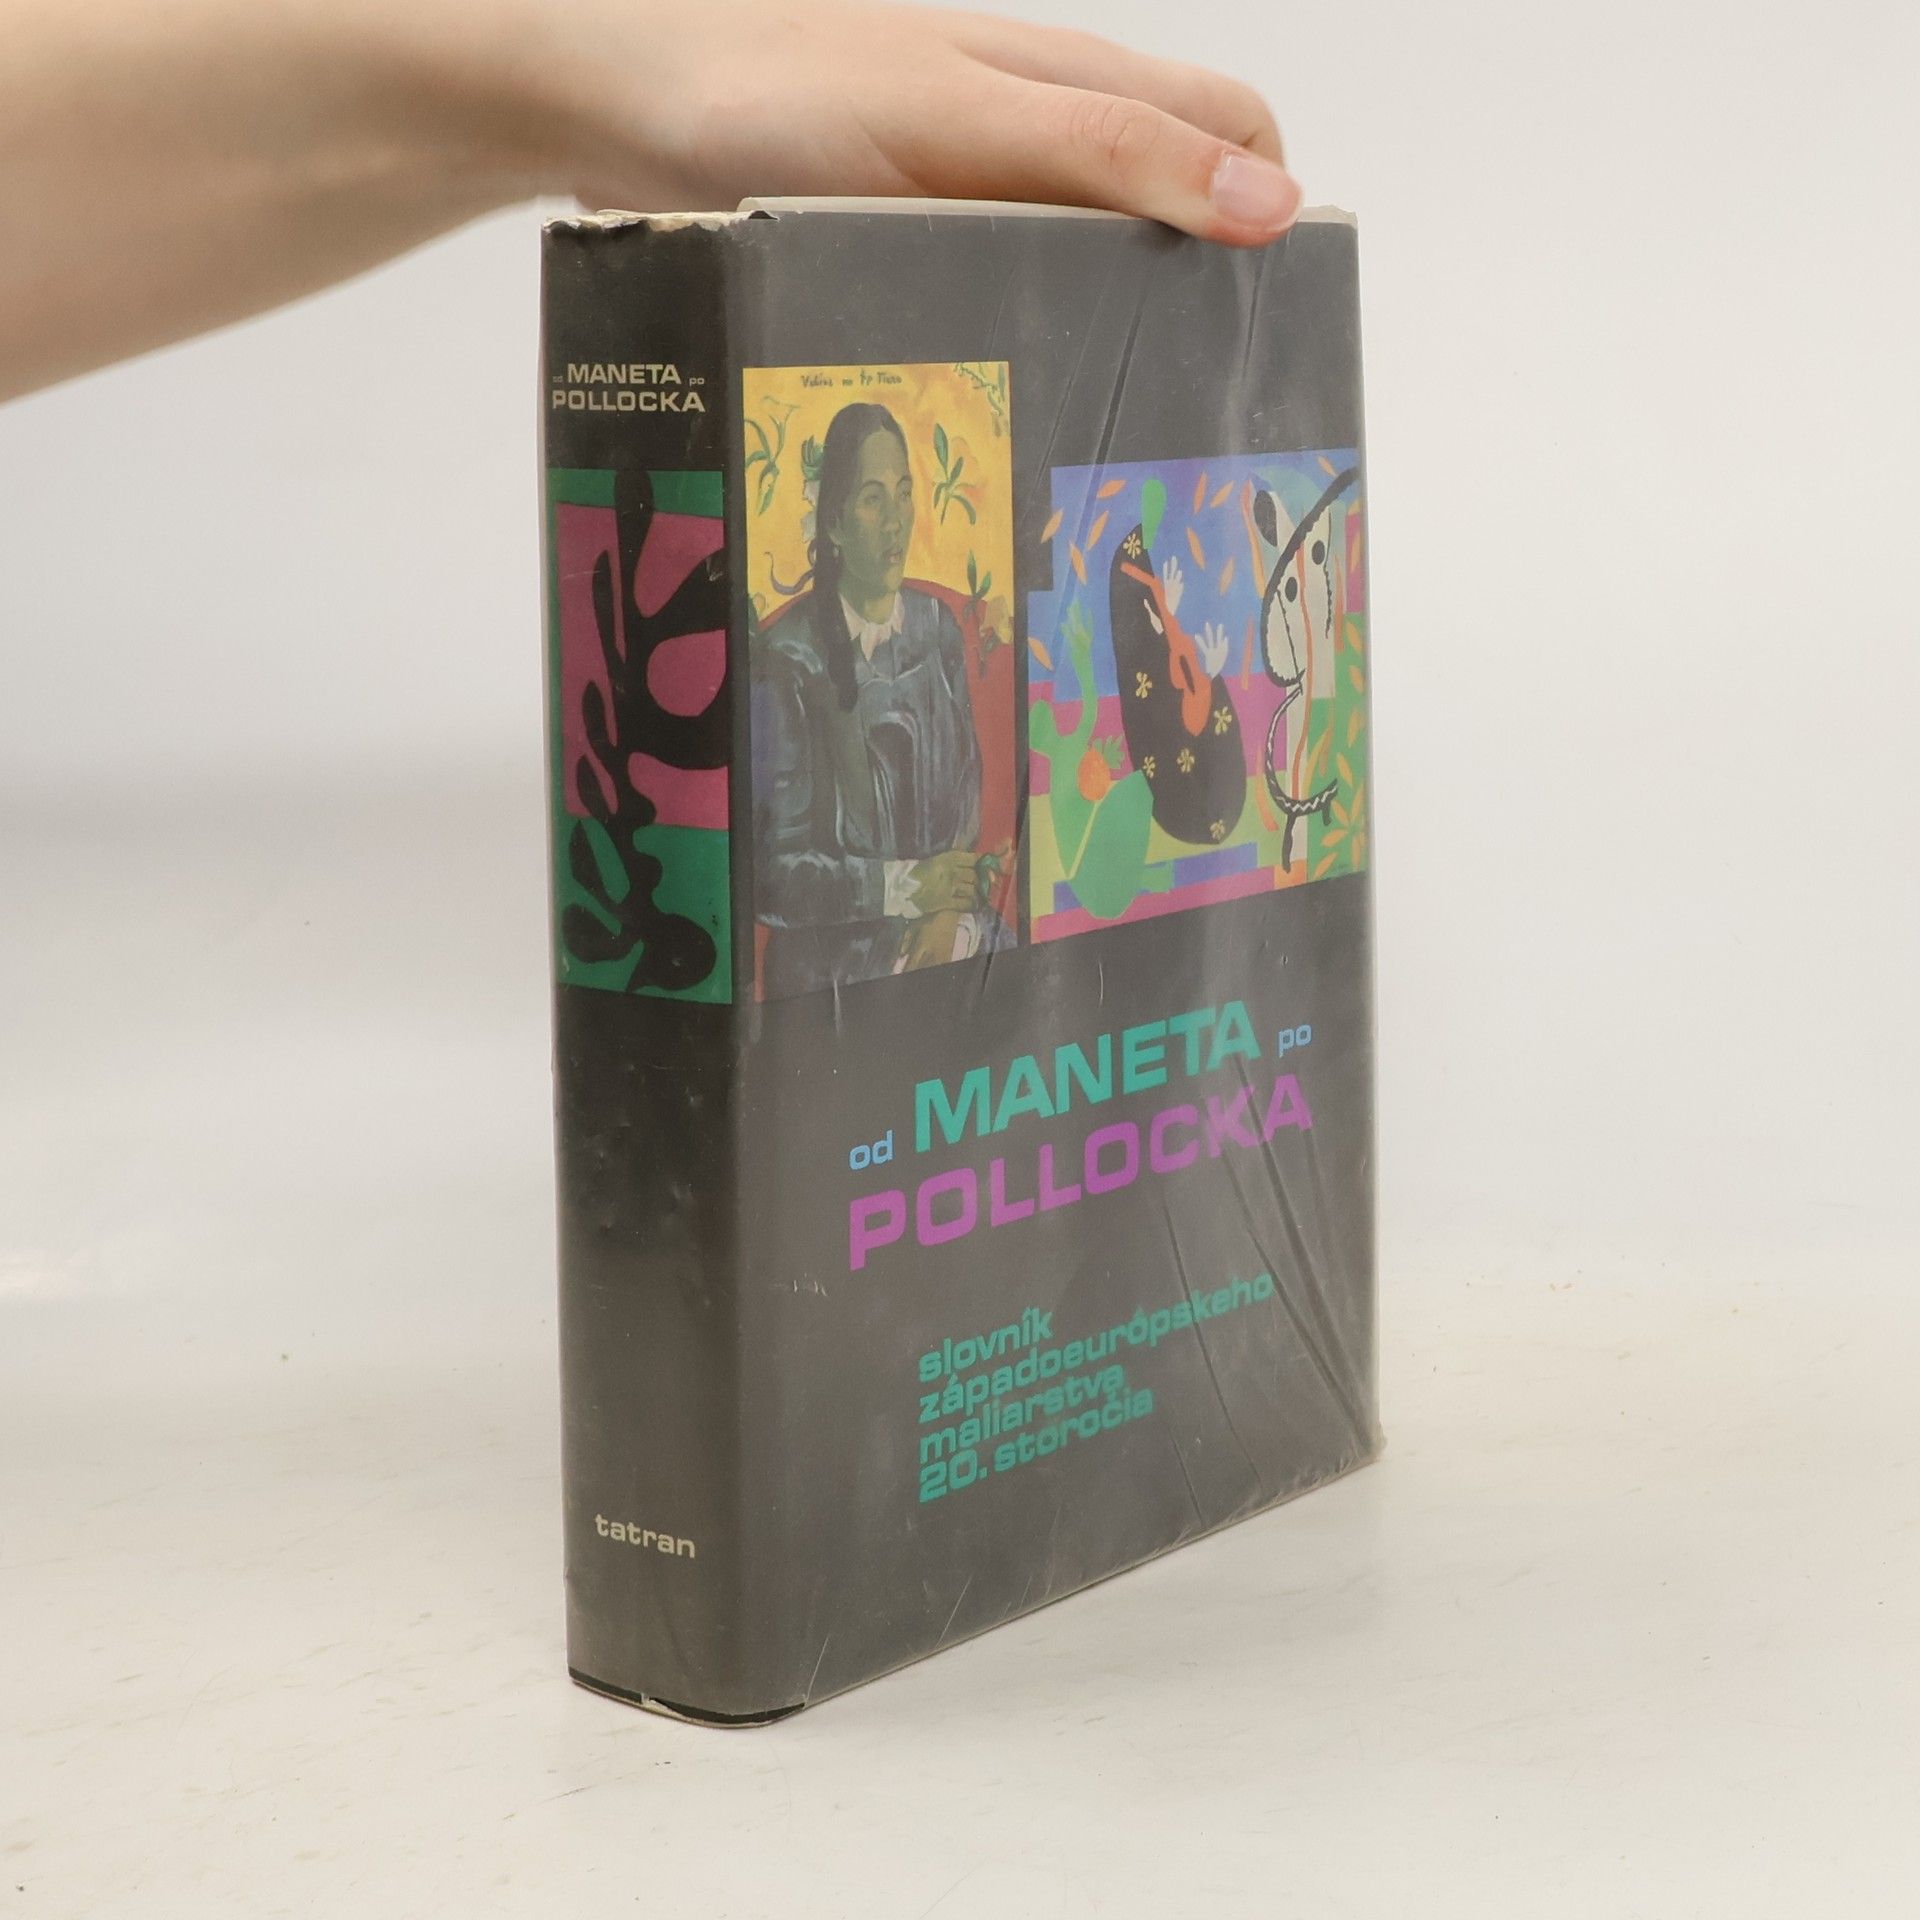 od MANETA po
POLLOCKA
tatran
od MANETA po
POLLOCKA
slovník
západoeurópskeho
maliarstva
20. storočia